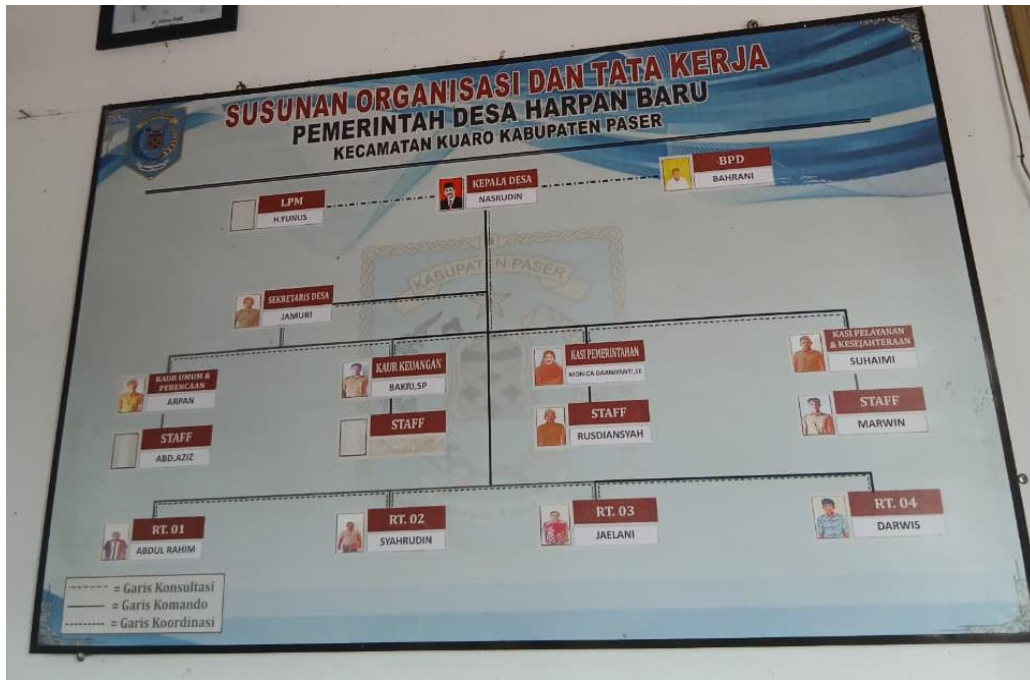 SUSUNAN ORGANISASI DAN TATA KERJA
PEMERINTAH DESA HARPAN BARU
KECAMATAN KUARO KABUPATEN PASER
LPM
H.YUNUS
KEPALA DESA
NASRUDIN
BPD
BAHRANI
KABUPATEN PASER
SEKRETARIS DESA
JAMURI
KAUR UMUM &
PERENCAAN
ARPAN
KAUR KEUANGAN
BAKRI,SP
KASI PEMERINTAHAN
MONICA DARMYANTI,SE
KASI PELAYANAN
& KESEJAHTERAAN
SUHAIMI
STAFF
ABD.AZIZ
STAFF
STAFF
RUSDIANSYAH
STAFF
MARWIN
RT. 01
ABDUL RAHIM
RT. 02
SYAHRUDIN
RT. 03
JAELANI
RT. 04
DARWIS
= Garis Konsultasi
= Garis Komando
= Garis Koordinasi